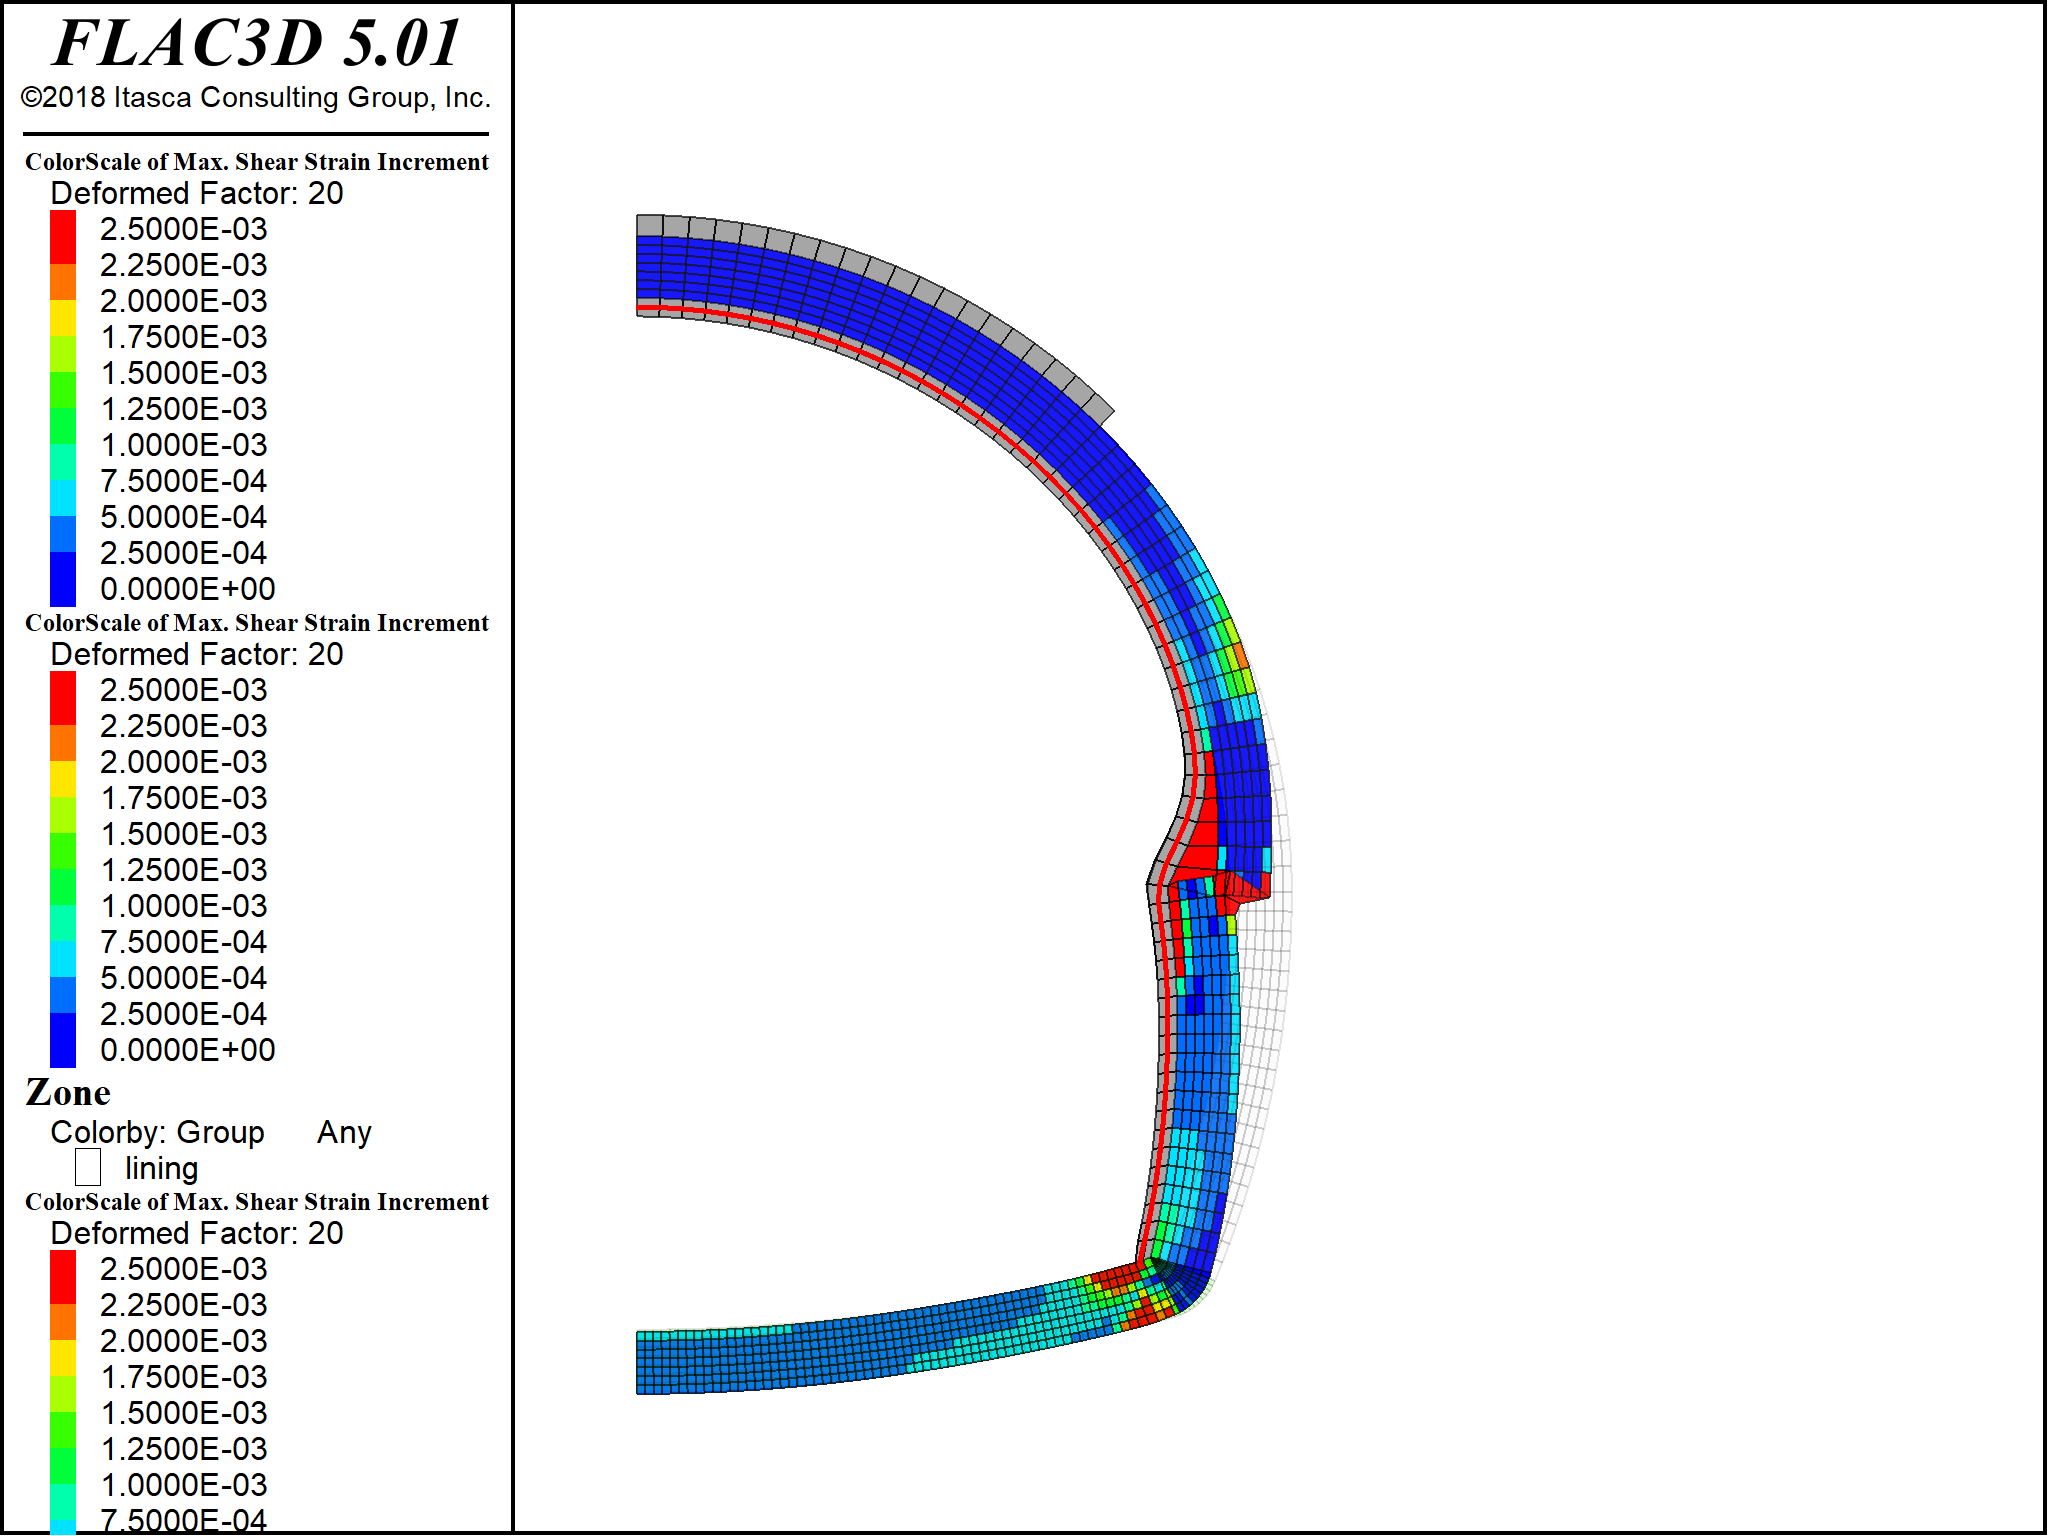 FLAC3D 5.01
©2018 Itasca Consulting Group, Inc.
ColorScale of Max. Shear Strain Increment
Deformed Factor: 20
2.5000E-03
2.2500E-03
2.0000E-03
1.7500E-03
1.5000E-03
1.2500E-03
1.0000E-03
7.5000E-04
5.0000E-04
2.5000E-04
0.0000E+00
ColorScale of Max. Shear Strain Increment
Deformed Factor: 20
2.5000E-03
2.2500E-03
2.0000E-03
1.7500E-03
1.5000E-03
1.2500E-03
1.0000E-03
7.5000E-04
5.0000E-04
2.5000E-04
0.0000E+00
Zone
Colorby: Group Any
lining
ColorScale of Max. Shear Strain Increment
Deformed Factor: 20
2.5000E-03
2.2500E-03
2.0000E-03
1.7500E-03
1.5000E-03
1.2500E-03
1.0000E-03
7.5000E-04